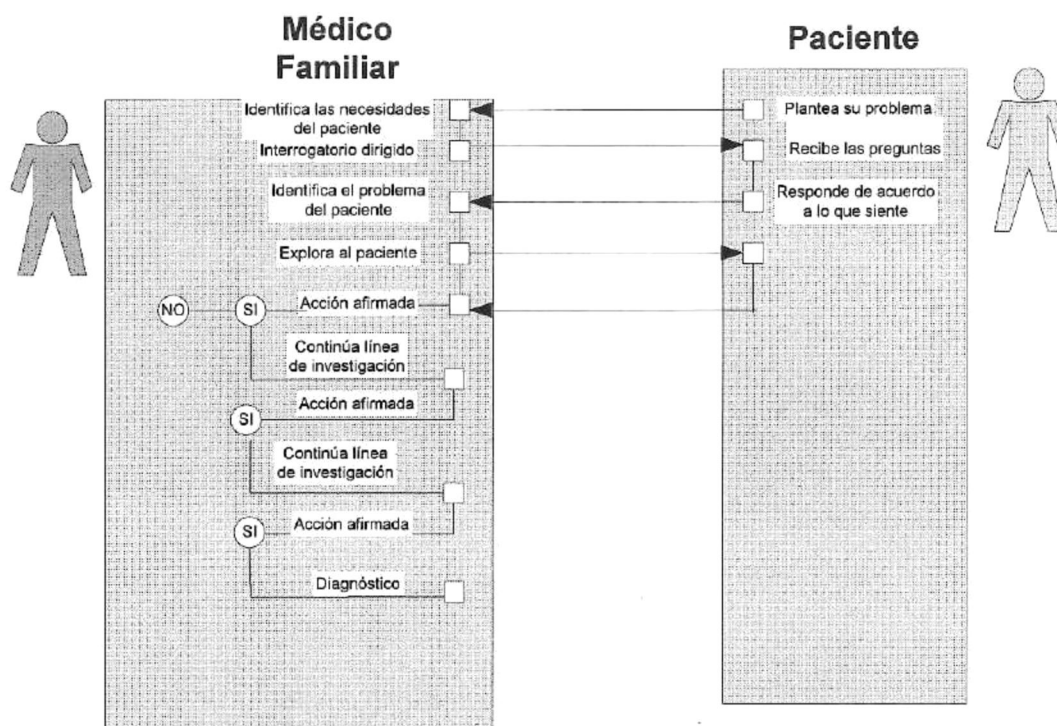 Médico
Familiar
Paciente
Identifica las necesidades
del paciente
Plantea su problema
Interrogatorio dirigido
Recibe las preguntas
Identifica el problema
del paciente
Responde de acuerdo
a lo que siente
Explora al paciente
NO
SI
Acción afirmada
Continúa línea
de investigación
SI
Acción afirmada
Continúa línea
de investigación
SI
Acción afirmada
Diagnóstico